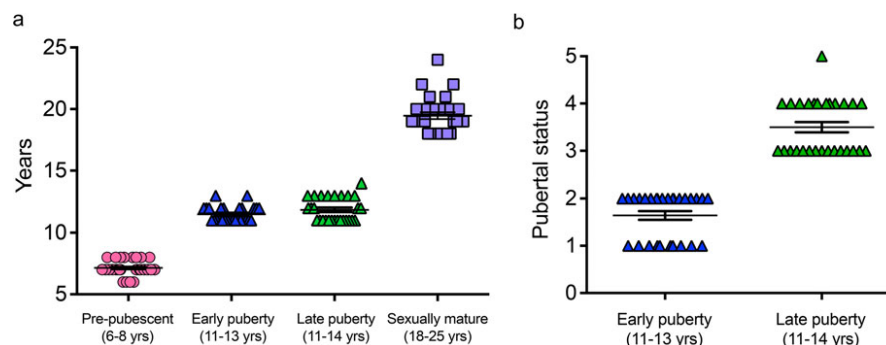 a
Years
25
20
15
10
5
Pre-pubescent
(6-8 yrs)
Early puberty
(11-13 yrs)
Late puberty
(11-14 yrs)
Sexually mature
(18-25 yrs)
b
Pubertal status
5
4
3
2
1
0
Early puberty
(11-13 yrs)
Late puberty
(11-14 yrs)